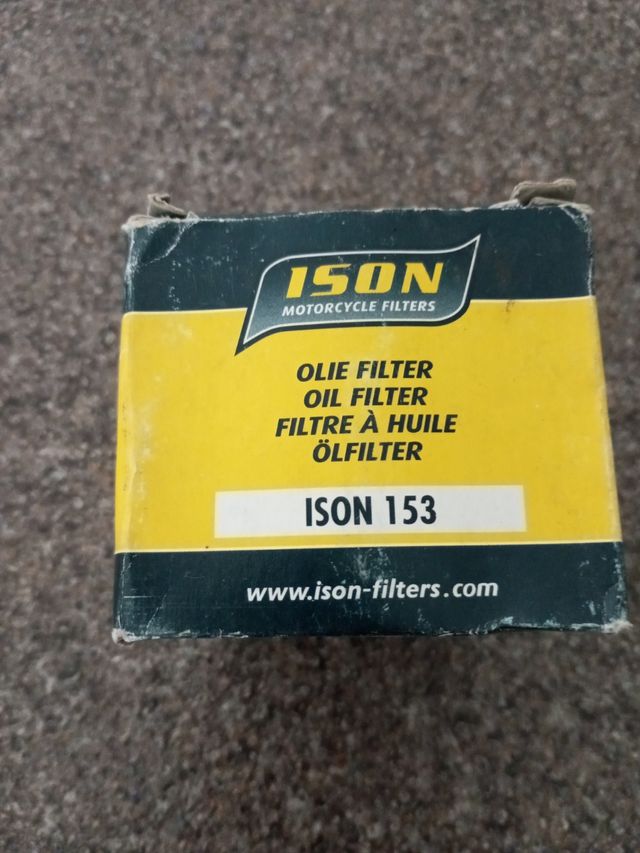 ISON
MOTORCYCLE FILTERS
OLIE FILTER
OIL FILTER
FILTRE À HUILE
ÖLFILTER
ISON 153
www.ison-filters.com